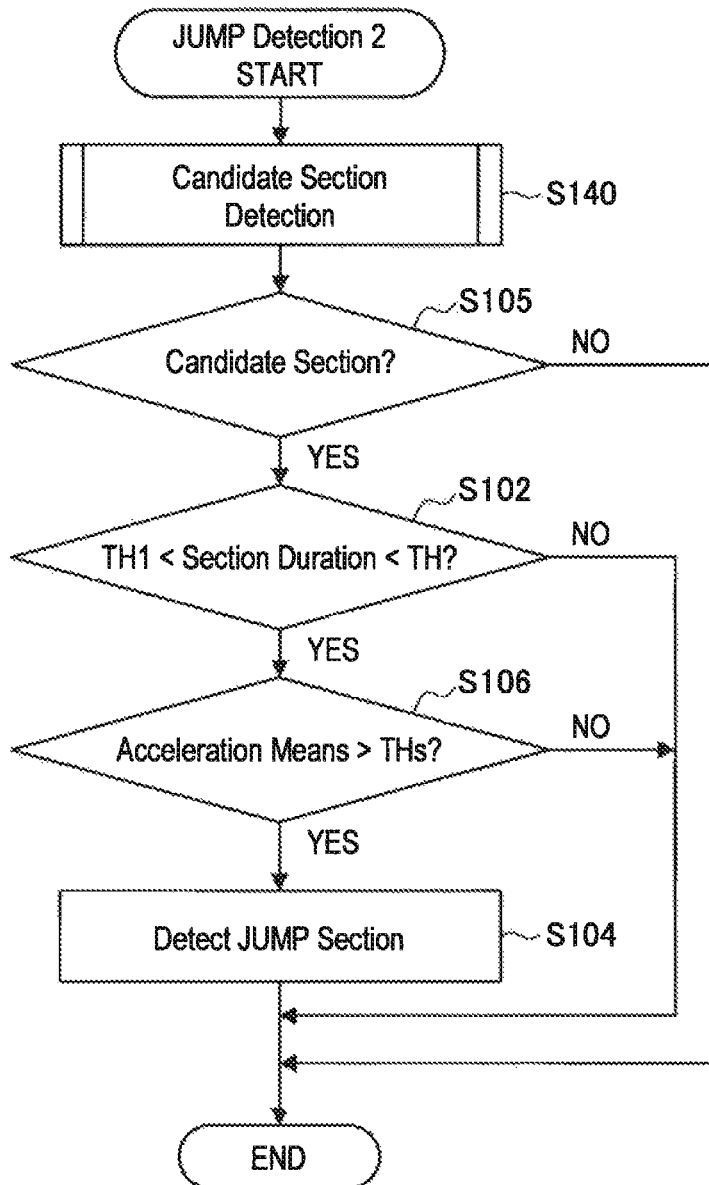 JUMP Detection 2
START
Candidate Section
Detection
S140
S105
Candidate Section?
NO
YES
S102
TH1 < Section Duration < TH?
NO
YES
S106
Acceleration Means > THs?
NO
YES
Detect JUMP Section
S104
END